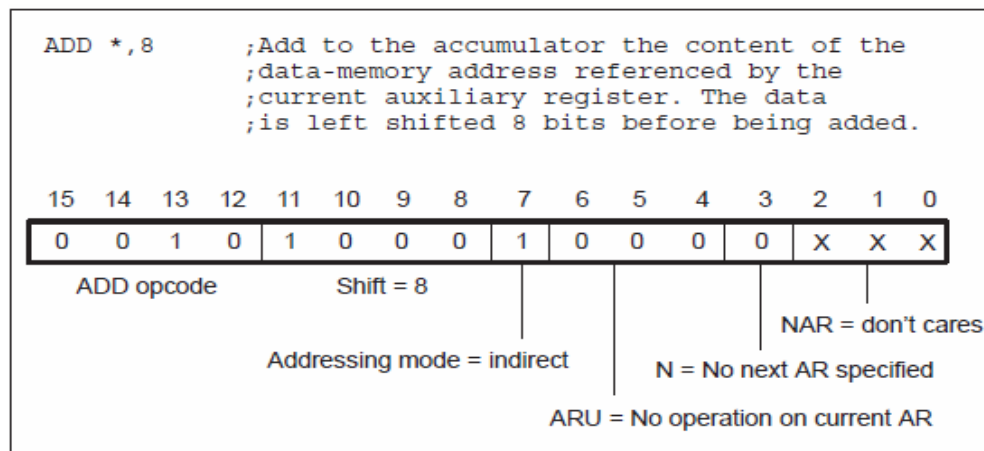 ADD *,8 ;Add to the accumulator the content of the
;data-memory address referenced by the
;current auxiliary register. The data
;is left shifted 8 bits before being added.
15 14 13 12 11 10 9 8 7 6 5 4 3 2 1 0
0 0 1 0 1 0 0 0 1 0 0 0 0 X X X
ADD opcode Shift = 8
NAR = don't cares
Addressing mode = indirect N = No next AR specified
ARU = No operation on current AR